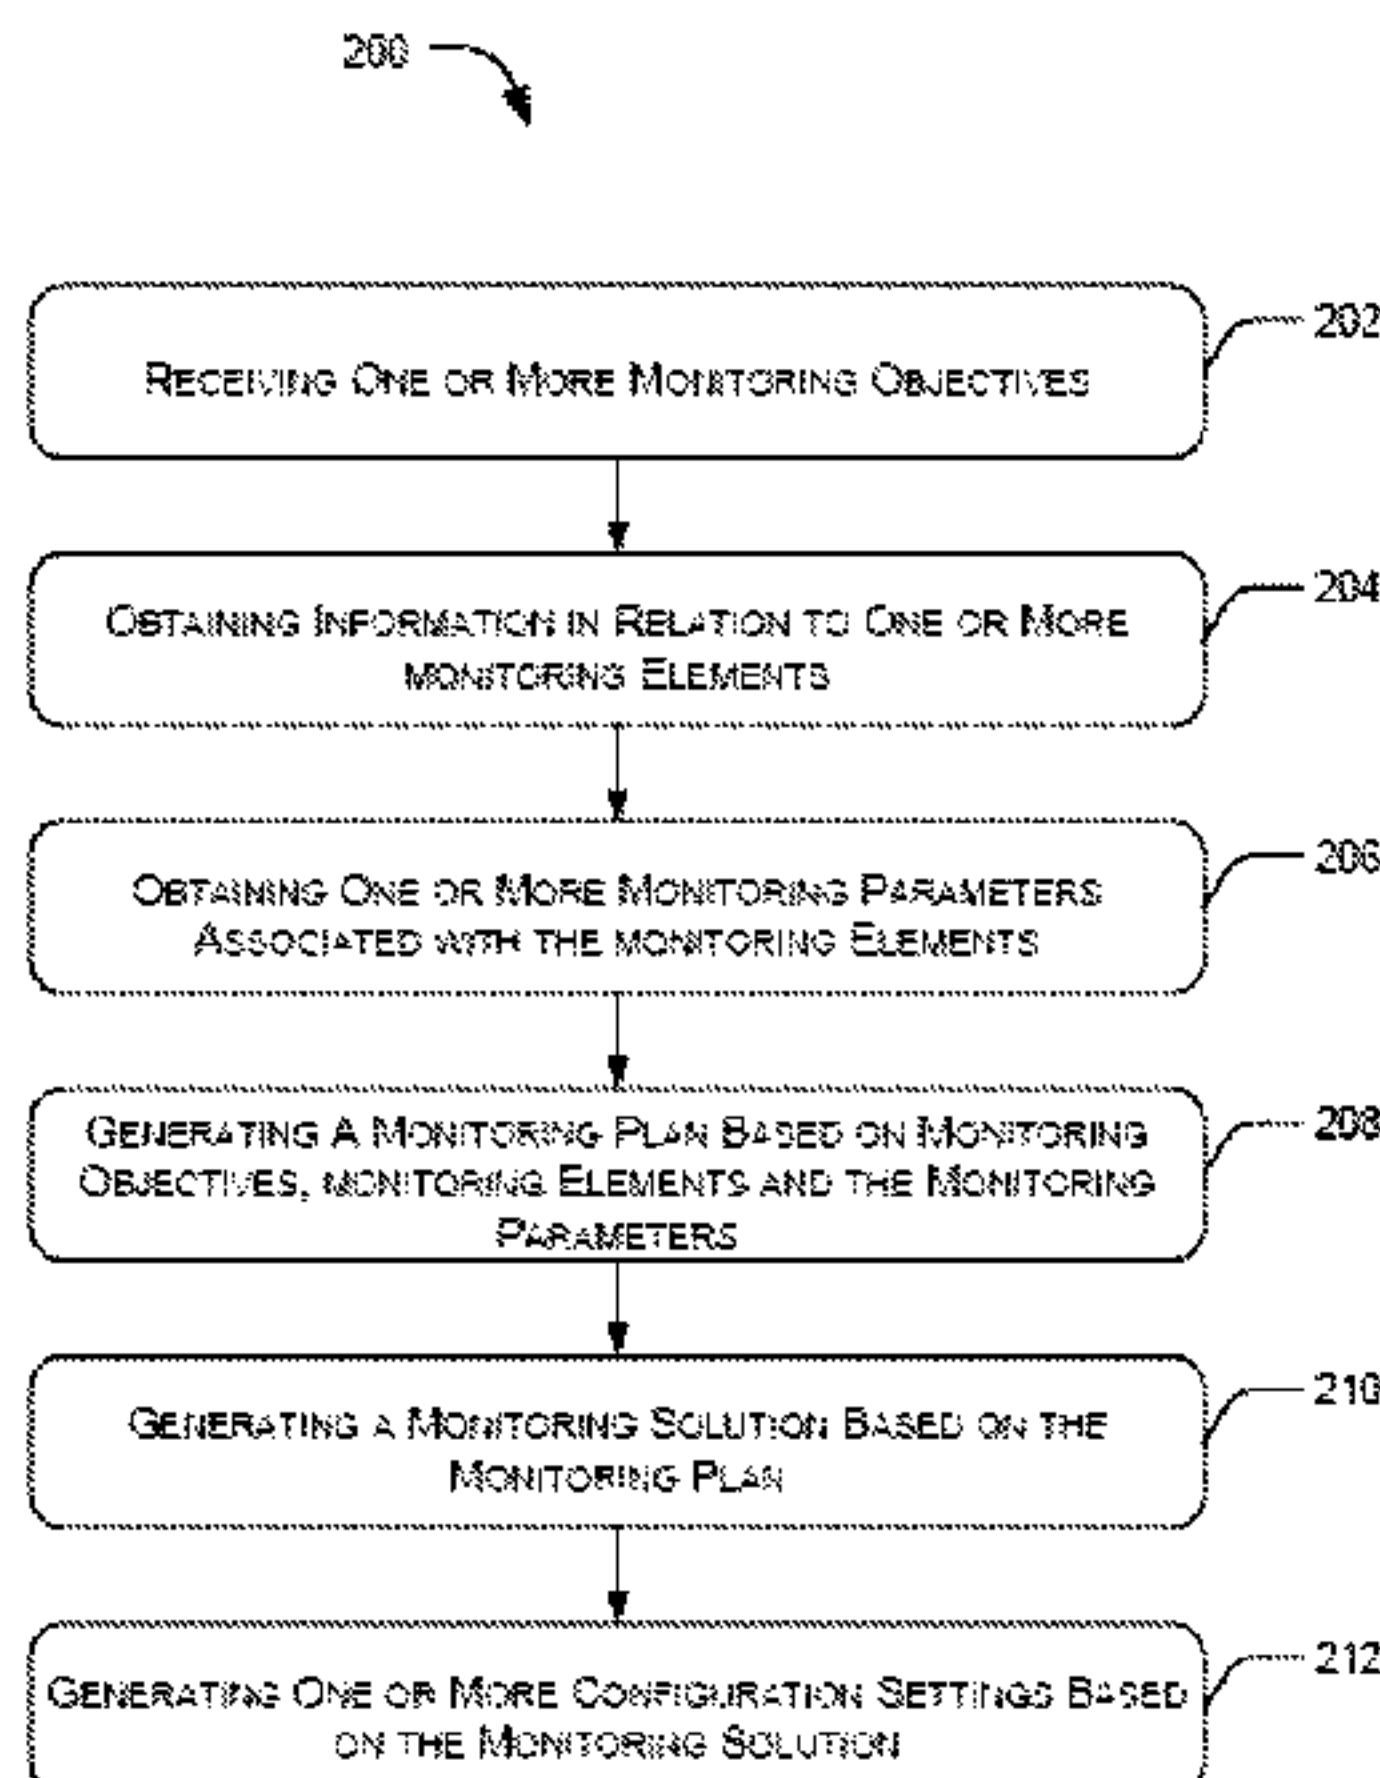 200
RECEIVING ONE OR MORE MONITORING OBJECTIVES
202
OBTAINING INFORMATION IN RELATION TO ONE OR MORE
MONITORING ELEMENTS
204
OBTAINING ONE OR MORE MONITORING PARAMETERS
ASSOCIATED WITH THE MONITORING ELEMENTS
206
GENERATING A MONITORING PLAN BASED ON MONITORING
OBJECTIVES, MONITORING ELEMENTS AND THE MONITORING
PARAMETERS
208
GENERATING A MONITORING SOLUTION BASED ON THE
MONITORING PLAN
210
GENERATING ONE OR MORE CONFIGURATION SETTINGS BASED
ON THE MONITORING SOLUTION
212